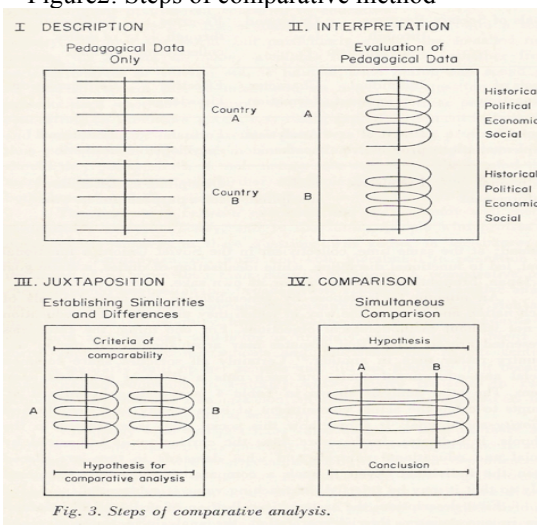 Figure2: Steps of comparative method
I DESCRIPTION
Pedagogical Data
Only
Country
A
Country
B
II. INTERPRETATION
Evaluation of
Pedagogical Data
A
Historical
Political
Economic
Social
B
Historical
Political
Economic
Social
III. JUXTAPOSITION
Establishing Similarities
and Differences
Criteria of
comparability
A
B
Hypothesis for
comparative analysis
IV. COMPARISON
Simultaneous
Comparison
Hypothesis
A B
Conclusion
Fig. 3. Steps of comparative analysis.